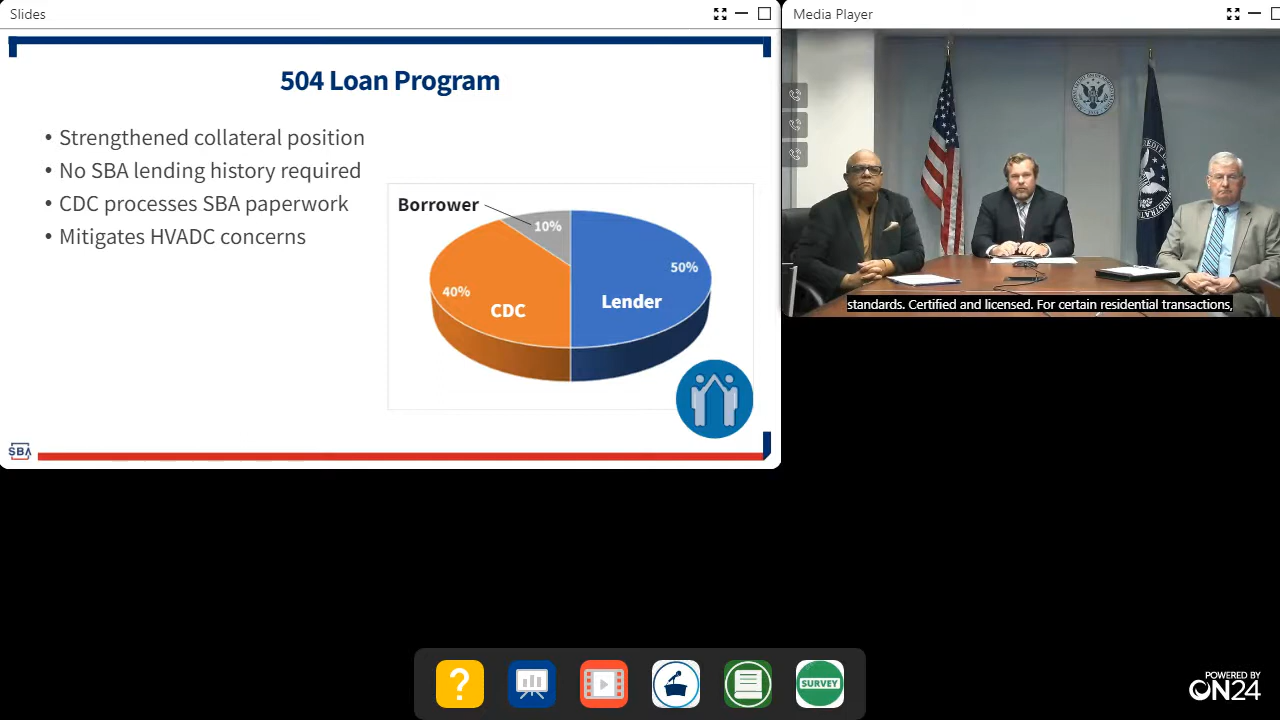 Slides
504 Loan Program
• Strengthened collateral position
• No SBA lending history required
• CDC processes SBA paperwork
• Mitigates HVADC concerns
Borrower
10%
50%
40%
CDC
Lender
SBA
Media Player
standards. Certified and licensed. For certain residential transactions,
?
SURVEY
POWERED BY
ON24